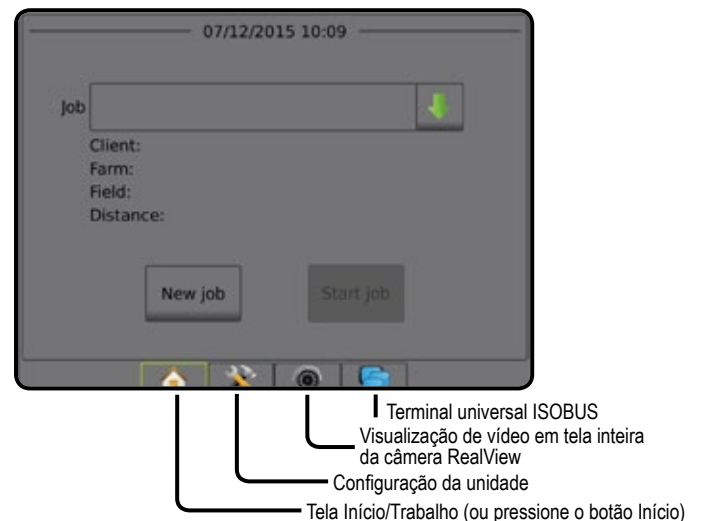 07/12/2015 10:09
Job
Client:
Farm:
Field:
Distance:
New job
Start job
Terminal universal ISOBUS
Visualização de vídeo em tela inteira
da câmera RealView
Configuração da unidade
Tela Início/Trabalho (ou pressione o botão Início)